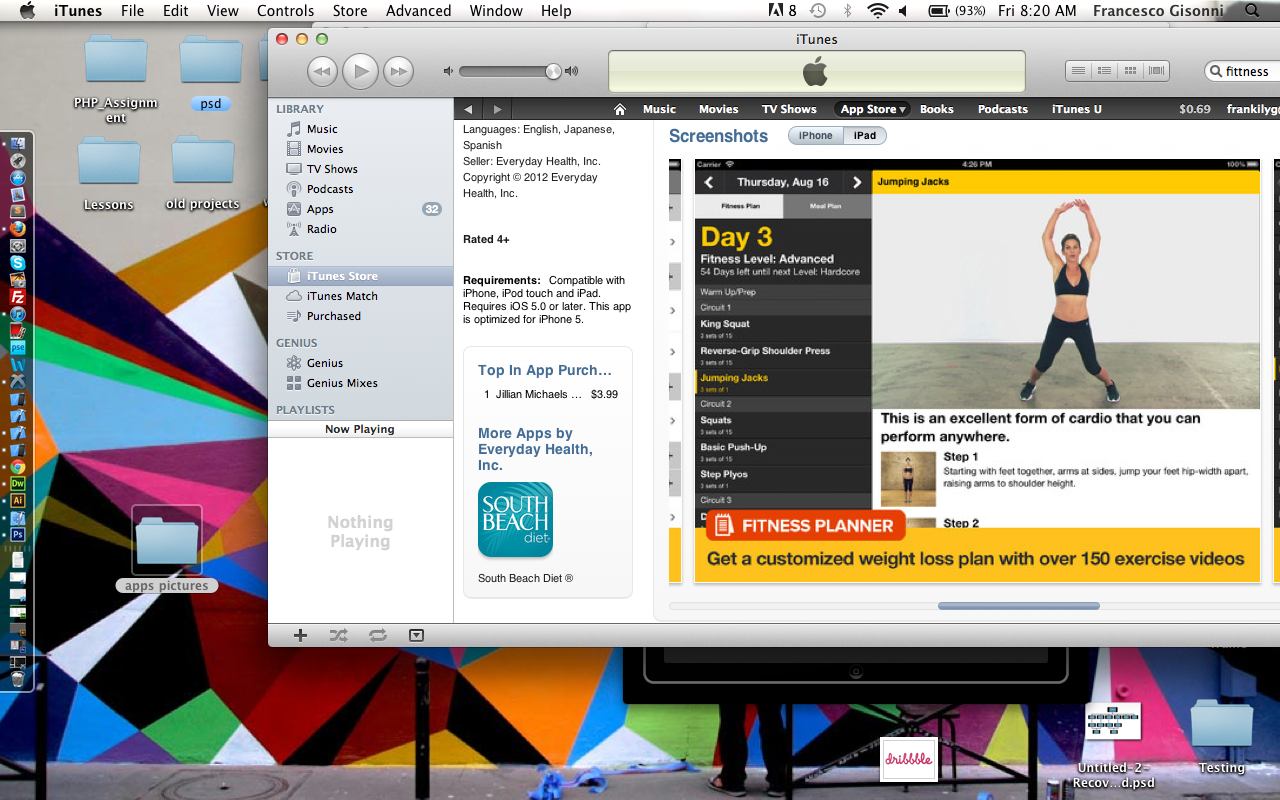 iTunes File Edit View Controls Store Advanced Window Help
8 (93%) Fri 8:20 AM Francesco Gisonni
PHP_Assignm
ent
psd
Lessons
old projects
apps pictures
iTunes
fittness
LIBRARY
Music
Movies
TV Shows
Podcasts
Apps 32
Radio
STORE
iTunes Store
iTunes Match
Purchased
GENIUS
Genius
Genius Mixes
PLAYLISTS
Now Playing
Nothing
Playing
Music Movies TV Shows App Store Books Podcasts iTunes U $0.69 frankilyg
Languages: English, Japanese,
Spanish
Seller: Everyday Health, Inc.
Copyright © 2012 Everyday
Health, Inc.
Rated 4+
Requirements: Compatible with
iPhone, iPod touch and iPad.
Requires iOS 5.0 or later. This app
is optimized for iPhone 5.
Top In App Purch...
1 Jillian Michaels ... $3.99
More Apps by
Everyday Health,
Inc.
SOUTH
BEACH
diet
South Beach Diet ®
Screenshots iPhone iPad
Carrier 4:26 PM 100%
Thursday, Aug 16
Fitness Plan Meal Plan
Day 3
Fitness Level: Advanced
54 Days left until next Level: Hardcore
Warm Up/Prep
Circuit 1
King Squat
3 sets of 15
Reverse-Grip Shoulder Press
3 sets of 15
Jumping Jacks
3 sets of 1
Circuit 2
Squats
3 sets of 15
Basic Push-Up
3 sets of 15
Step Plyos
3 sets of 1
Circuit 3
Jumping Jacks
This is an excellent form of cardio that you can
perform anywhere.
Step 1
Starting with feet together, arms at sides, jump your feet hip-width apart,
raising arms to shoulder height.
Step 2
FITNESS PLANNER
Get a customized weight loss plan with over 150 exercise videos
Fz
pse
Dw
Ai
Ps
dribbble
Untitled-2-
Recov...d.psd
Testing